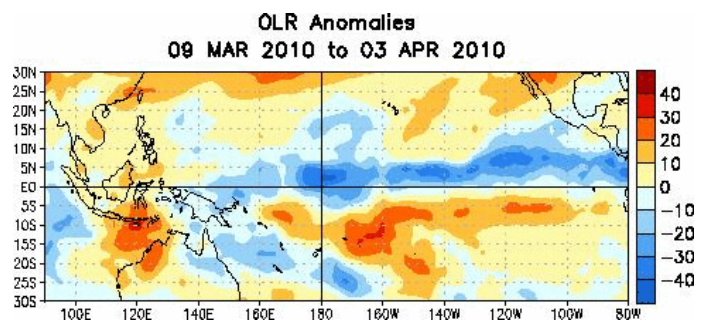 OLR Anomalies
09 MAR 2010 to 03 APR 2010
30N
25N
20N
15N
10N
5N
EQ
5S
10S
15S
20S
25S
30S
100E 120E 140E 160E 180 160W 140W 120W 100W 80W
40
30
20
10
0
-10
-20
-30
-40